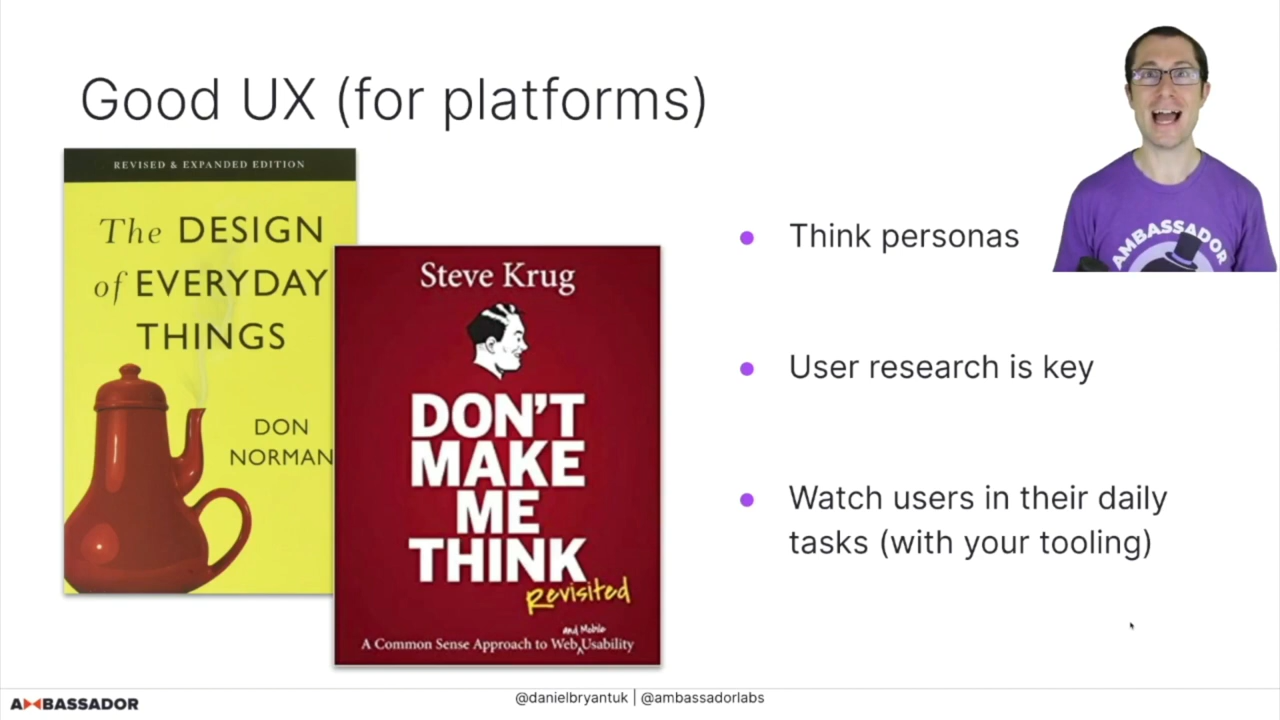 Good UX (for platforms)
REVISED & EXPANDED EDITION
The DESIGN
of EVERYDAY
THINGS
DON
NORMAN
Steve Krug
DON'T
MAKE
ME
THINK
Revisited
and Mobile
A Common Sense Approach to Web Usability
Think personas
User research is key
Watch users in their daily
tasks (with your tooling)
AMBASSADOR
@danielbryantuk | @ambassadorlabs
AMBASSADOR